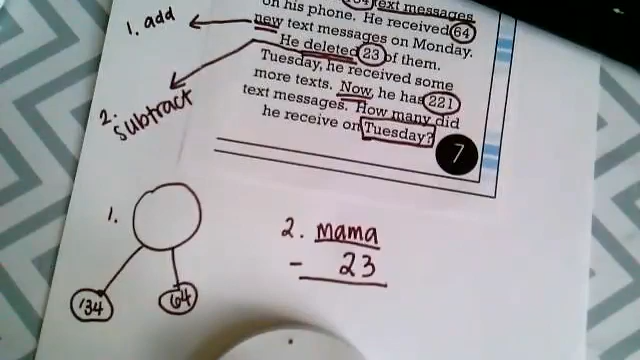 text messages
on his phone. He received 64
new text messages on Monday.
He deleted 23 of them.
Tuesday, he received some
more texts. Now, he has 221
text messages. How many did
he receive on Tuesday?
7
1. add
2. subtract
1.
134
64
2. mama
- 23